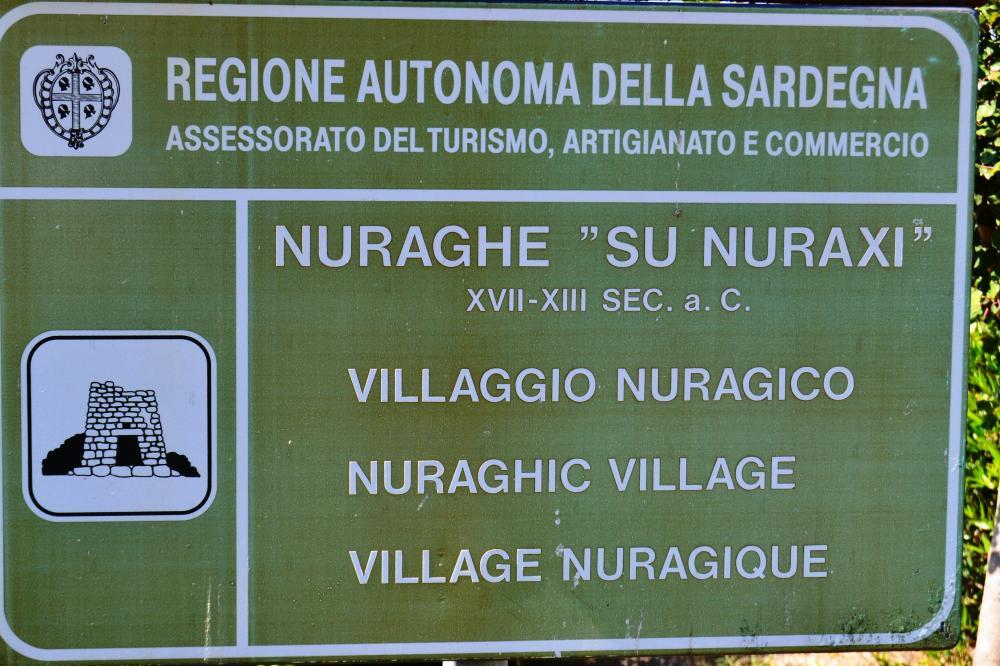 REGIONE AUTONOMA DELLA SARDEGNA
ASSESSORATO DEL TURISMO, ARTIGIANATO E COMMERCIO
NURAGHE ”SU NURAXI”
XVII-XIII SEC. a. C.
VILLAGGIO NURAGICO
NURAGHIC VILLAGE
VILLAGE NURAGIQUE